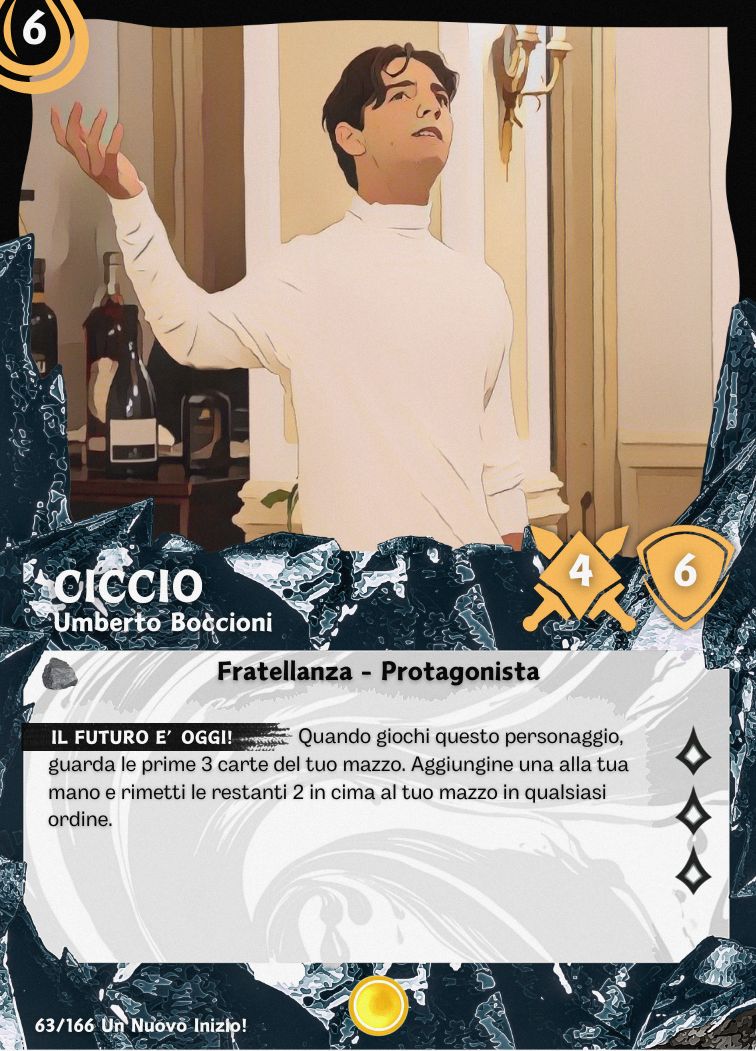 6
CICCIO
Umberto Boccioni
4
6
Fratellanza - Protagonista
IL FUTURO E' OGGI! Quando giochi questo personaggio,
guarda le prime 3 carte del tuo mazzo. Aggiungine una alla tua
mano e rimetti le restanti 2 in cima al tuo mazzo in qualsiasi
ordine.
63/166 Un Nuovo Inizio!